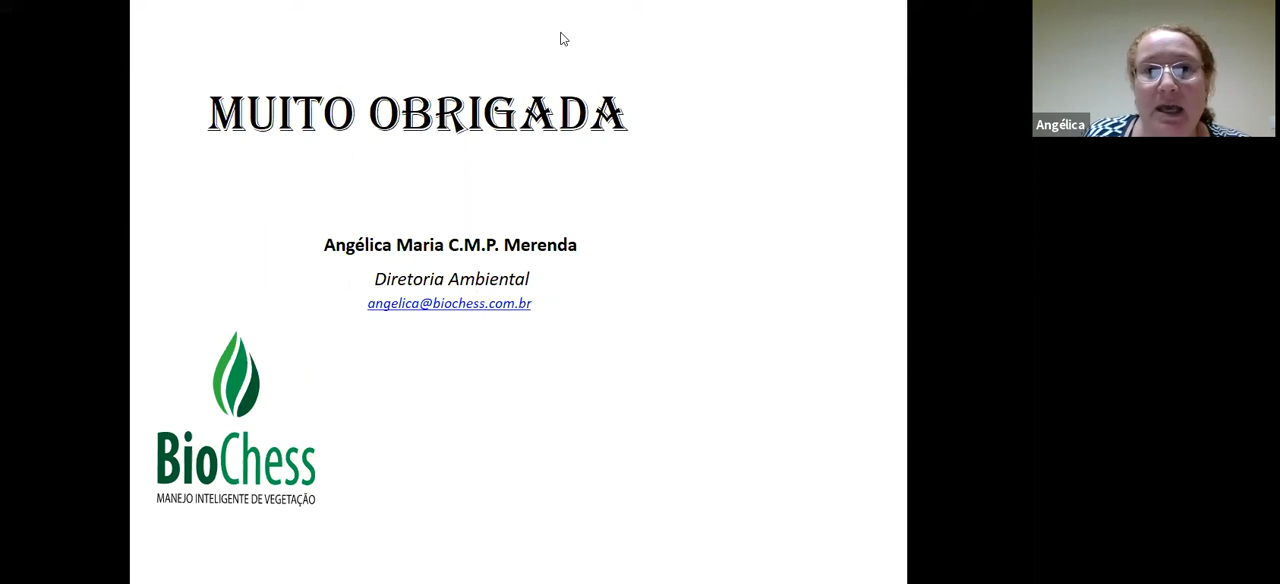 MUITO OBRIGADA
Angélica
Angélica Maria C.M.P. Merenda
Diretoria Ambiental
angelica@biochess.com.br
BioChess
MANEJO INTELIGENTE DE VEGETAÇÃO